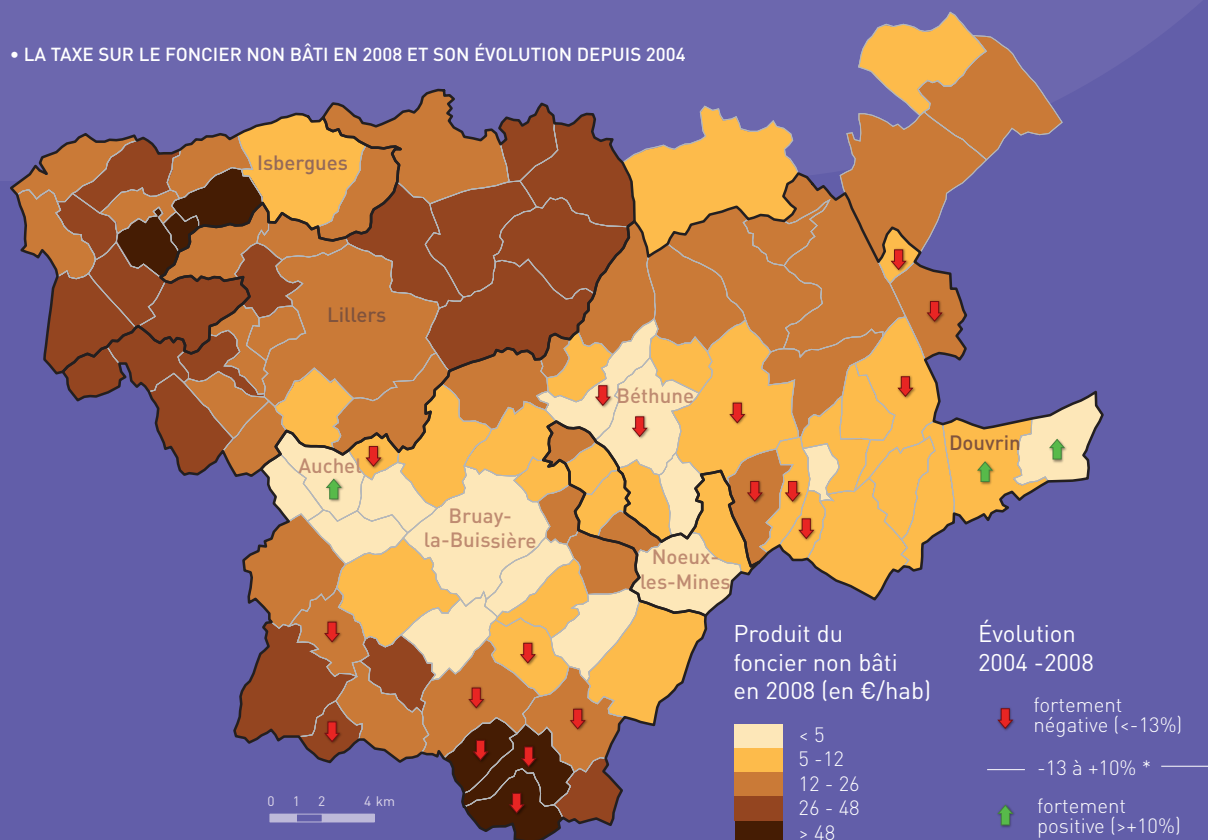 • LA TAXE SUR LE FONCIER NON BÂTI EN 2008 ET SON ÉVOLUTION DEPUIS 2004
Isbergues
Lillers
Béthune
Douvrin
Auchel
Bruay-
la-Buissière
Noeux-
les-Mines
Produit du
foncier non bâti
en 2008 (en €/hab)
< 5
5 -12
12 - 26
26 - 48
> 48
Évolution
2004 -2008
fortement
négative (<-13%)
-13 à +10% *
fortement
positive (>+10%)
0 1 2 4 km